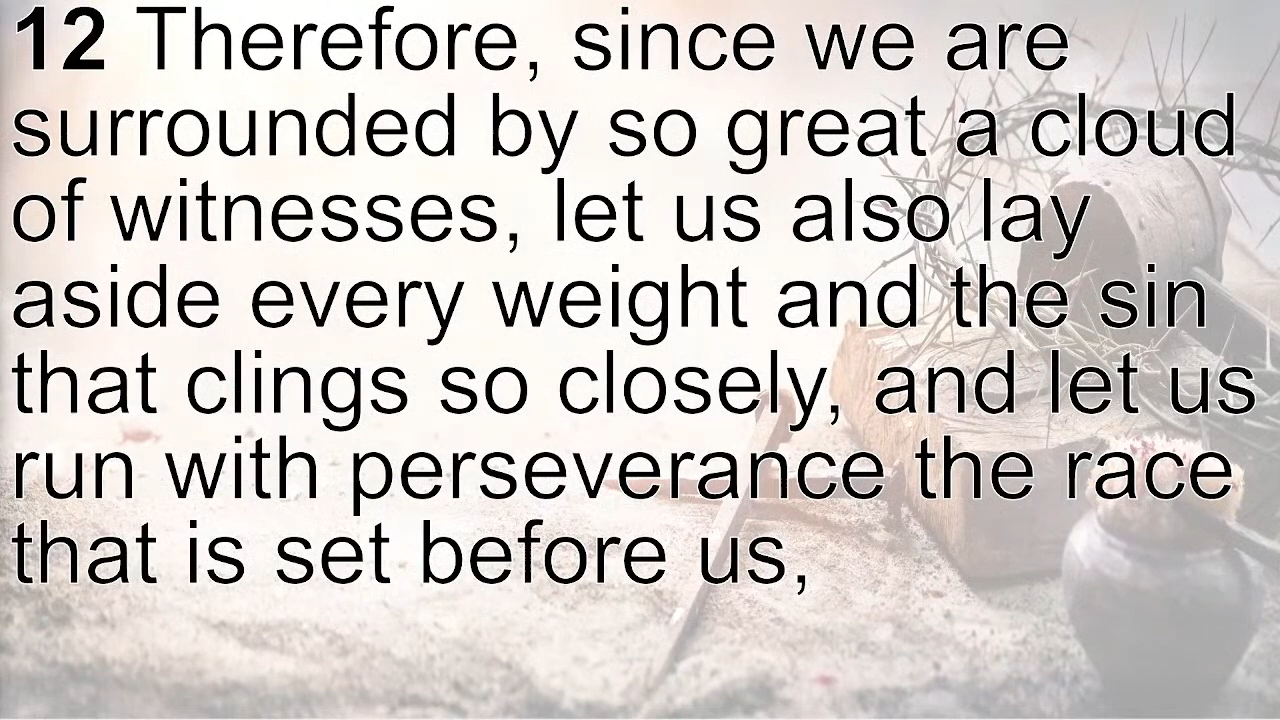 12 Therefore, since we are
surrounded by so great a cloud
of witnesses, let us also lay
aside every weight and the sin
that clings so closely, and let us
run with perseverance the race
that is set before us,